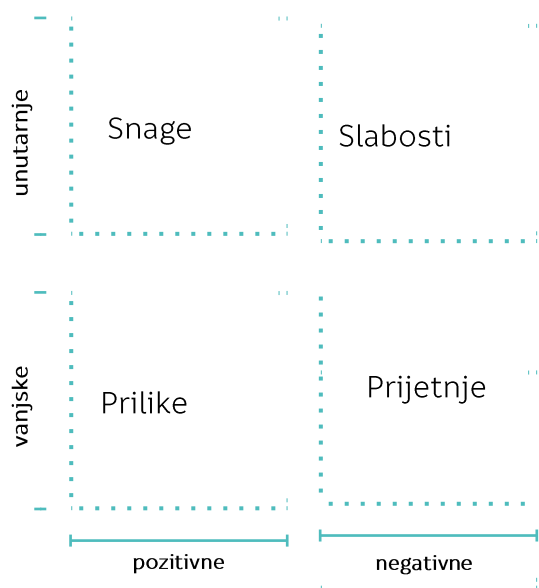 unutarnje
Snage
Slabosti
vanjske
Prilike
Prijetnje
pozitivne
negativne